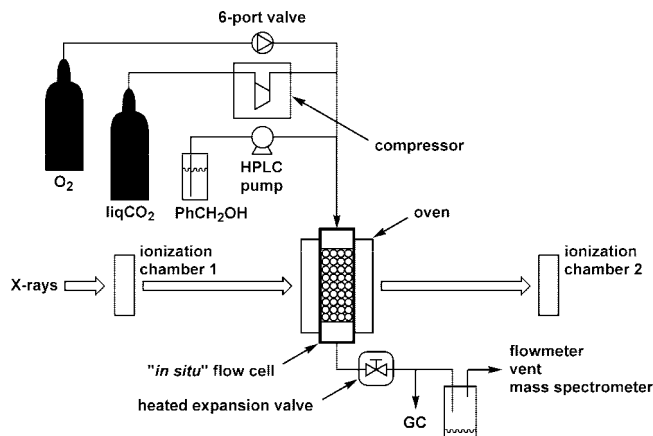 6-port valve
O2
liqCO2
PhCH2OH
HPLC
pump
compressor
oven
X-rays
ionization
chamber 1
ionization
chamber 2
"in situ" flow cell
heated expansion valve
GC
flowmeter
vent
mass spectrometer